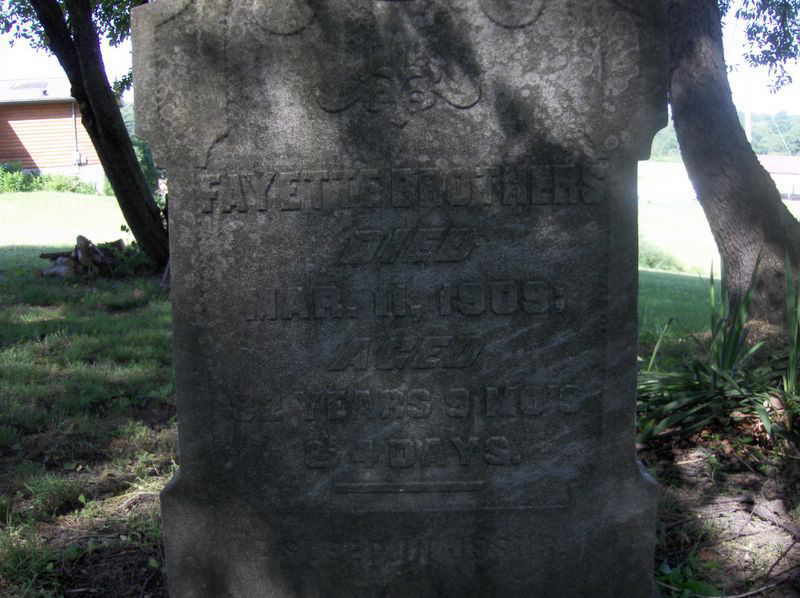 FAYETTE BROTHERS
DIED
MAR. 11, 1909:
AGED
YEARS 9 MO'S
DAYS.